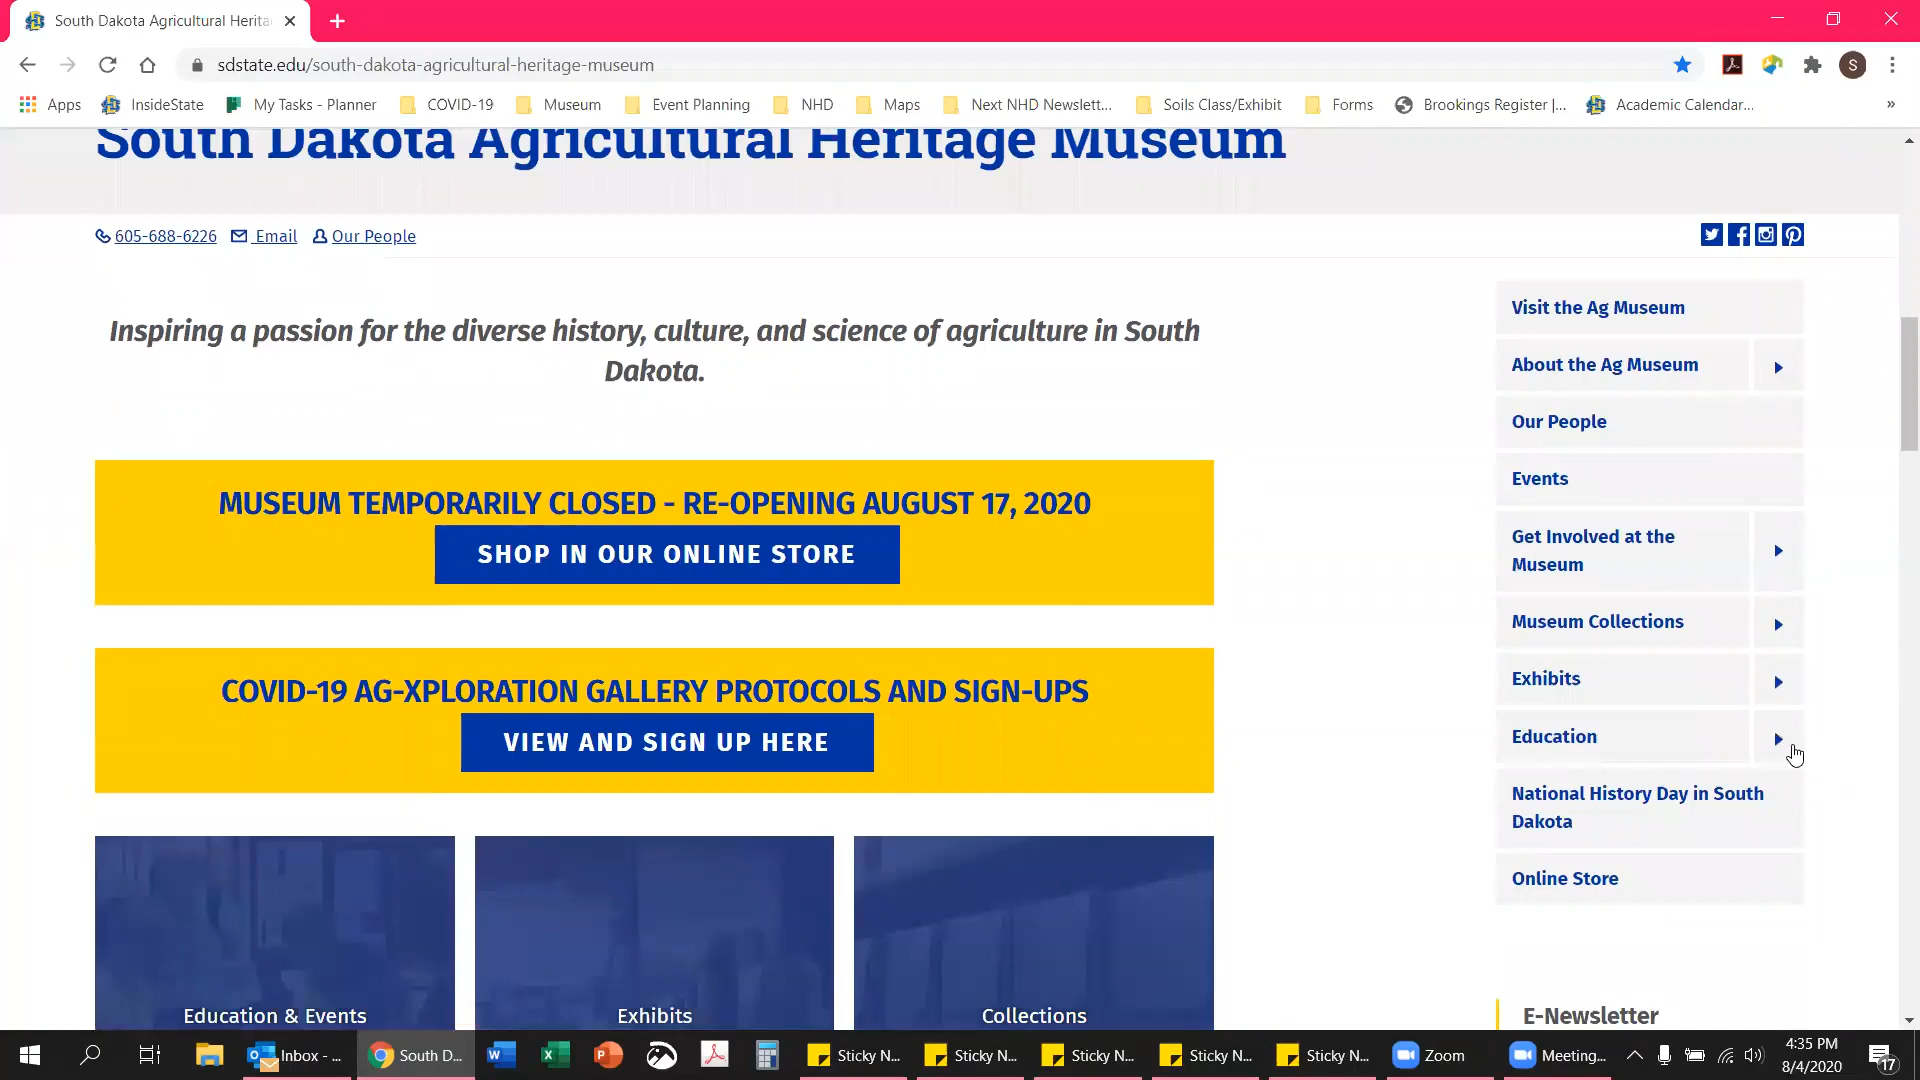 South Dakota Agricultural Herita
sdstate.edu/south-dakota-agricultural-heritage-museum
S
Apps
InsideState
My Tasks - Planner
COVID-19
Museum
Event Planning
NHD
Maps
Next NHD Newslett...
Soils Class/Exhibit
Forms
Brookings Register |...
Academic Calendar...
»
South Dakota Agricultural Heritage Museum
605-688-6226
Email
Our People
Inspiring a passion for the diverse history, culture, and science of agriculture in South
Dakota.
MUSEUM TEMPORARILY CLOSED - RE-OPENING AUGUST 17, 2020
SHOP IN OUR ONLINE STORE
COVID-19 AG-XPLORATION GALLERY PROTOCOLS AND SIGN-UPS
VIEW AND SIGN UP HERE
Education & Events
Exhibits
Collections
Visit the Ag Museum
About the Ag Museum
Our People
Events
Get Involved at the
Museum
Museum Collections
Exhibits
Education
National History Day in South
Dakota
Online Store
E-Newsletter
Inbox - ...
South D...
Sticky N...
Sticky N...
Sticky N...
Sticky N...
Sticky N...
Zoom
Meeting...
4:35 PM
8/4/2020
17